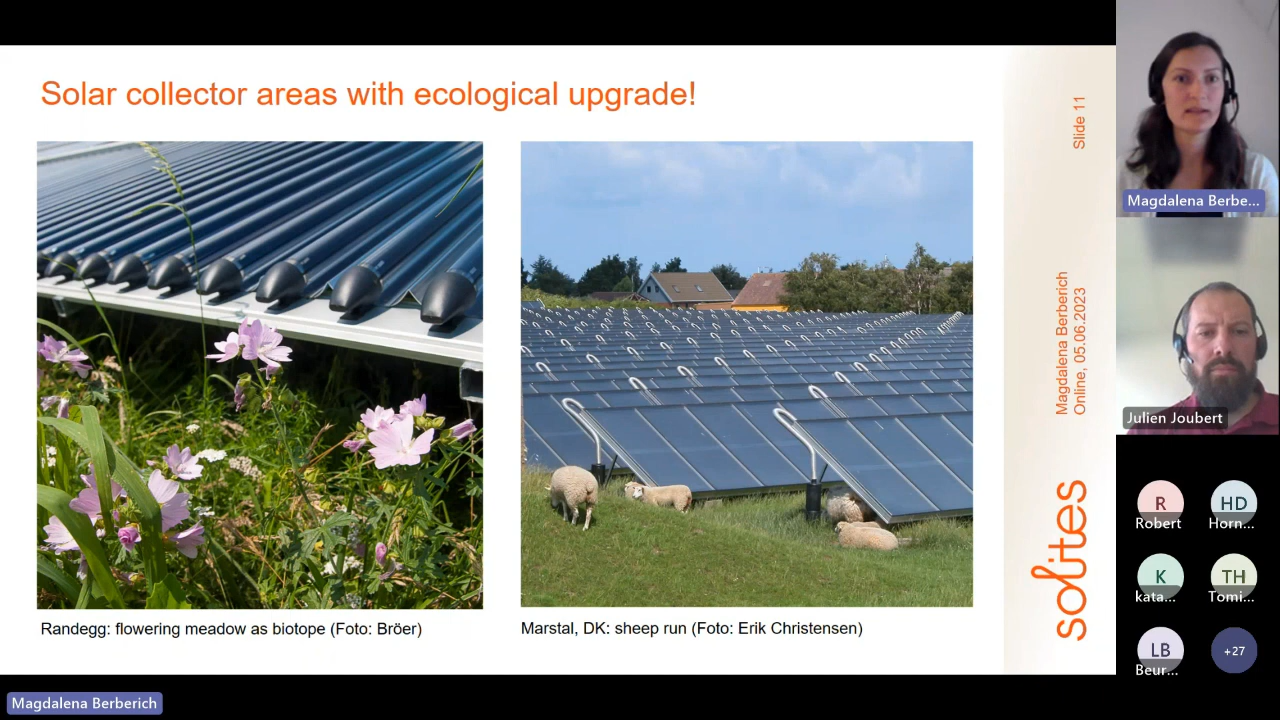 Solar collector areas with ecological upgrade!
Randegg: flowering meadow as biotope (Foto: Bröer)
Marstal, DK: sheep run (Foto: Erik Christensen)
Slide 11
Magdalena Berberich
Online, 05.06.2023
solites
Magdalena Berbe...
Julien Joubert
R
Robert
HD
Horn...
K
kata...
TH
Tomi...
LB
Beur...
+27
Magdalena Berberich